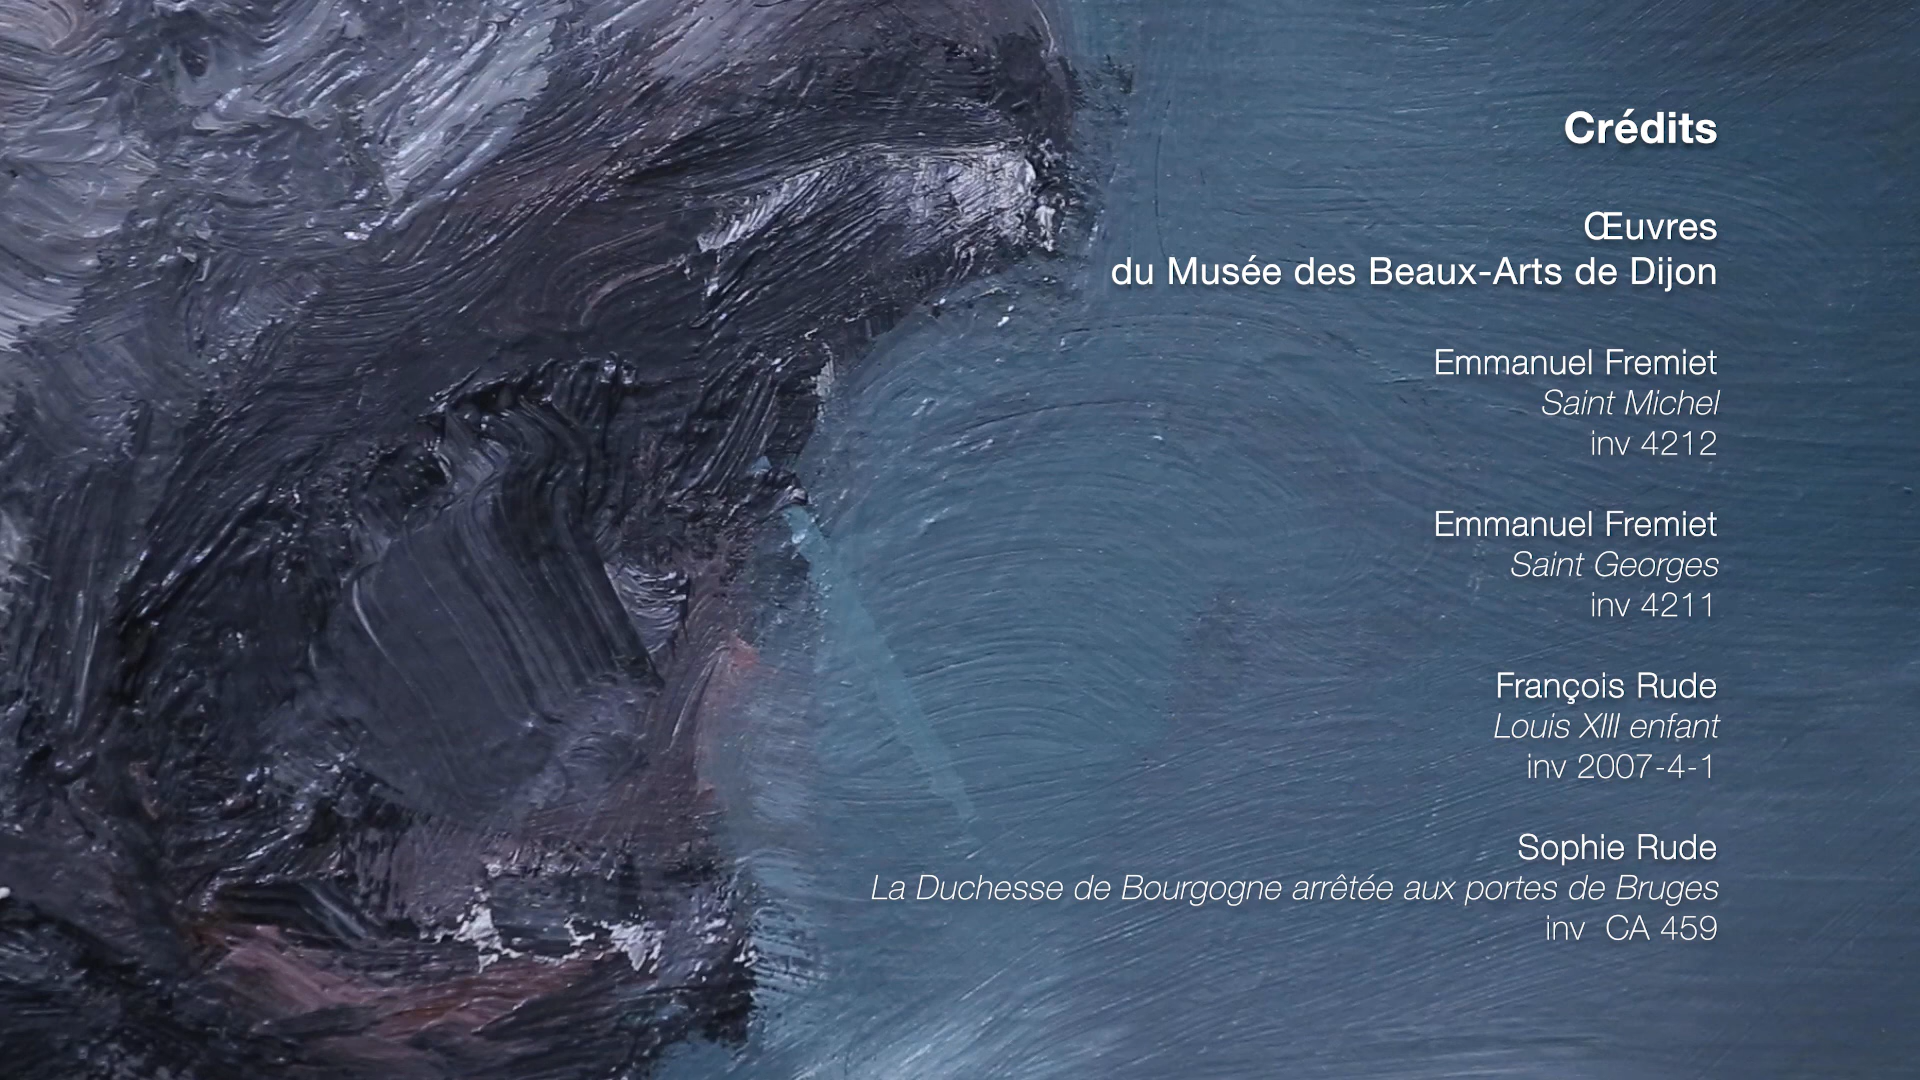 Crédits
Œuvres
du Musée des Beaux-Arts de Dijon
Emmanuel Fremiet
Saint Michel
inv 4212
Emmanuel Fremiet
Saint Georges
inv 4211
François Rude
Louis XIII enfant
inv 2007-4-1
Sophie Rude
La Duchesse de Bourgogne arrêtée aux portes de Bruges
inv  CA 459